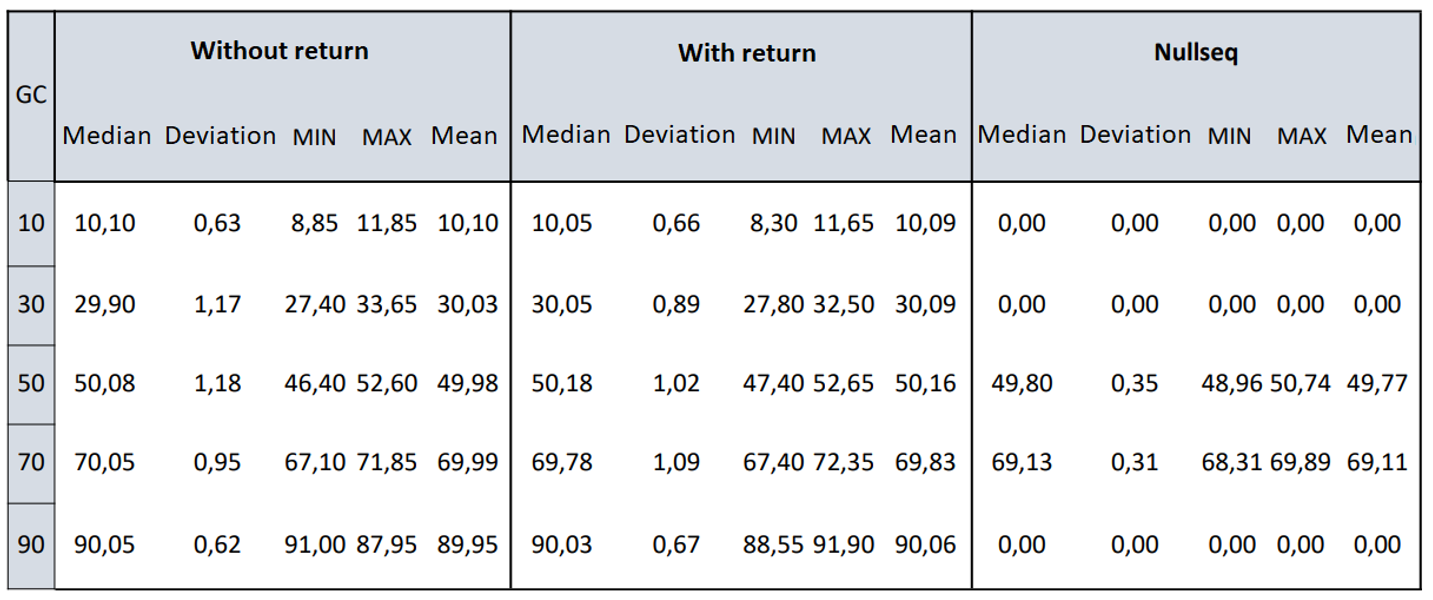 Without return With return Nullseq
GC
Median Deviation MIN MAX Mean Median Deviation MIN MAX Mean Median Deviation MIN MAX Mean
10 10,10 0,63 8,85 11,85 10,10 10,05 0,66 8,30 11,65 10,09 0,00 0,00 0,00 0,00 0,00
30 29,90 1,17 27,40 33,65 30,03 30,05 0,89 27,80 32,50 30,09 0,00 0,00 0,00 0,00 0,00
50 50,08 1,18 46,40 52,60 49,98 50,18 1,02 47,40 52,65 50,16 49,80 0,35 48,96 50,74 49,77
70 70,05 0,95 67,10 71,85 69,99 69,78 1,09 67,40 72,35 69,83 69,13 0,31 68,31 69,89 69,11
90 90,05 0,62 91,00 87,95 89,95 90,03 0,67 88,55 91,90 90,06 0,00 0,00 0,00 0,00 0,00